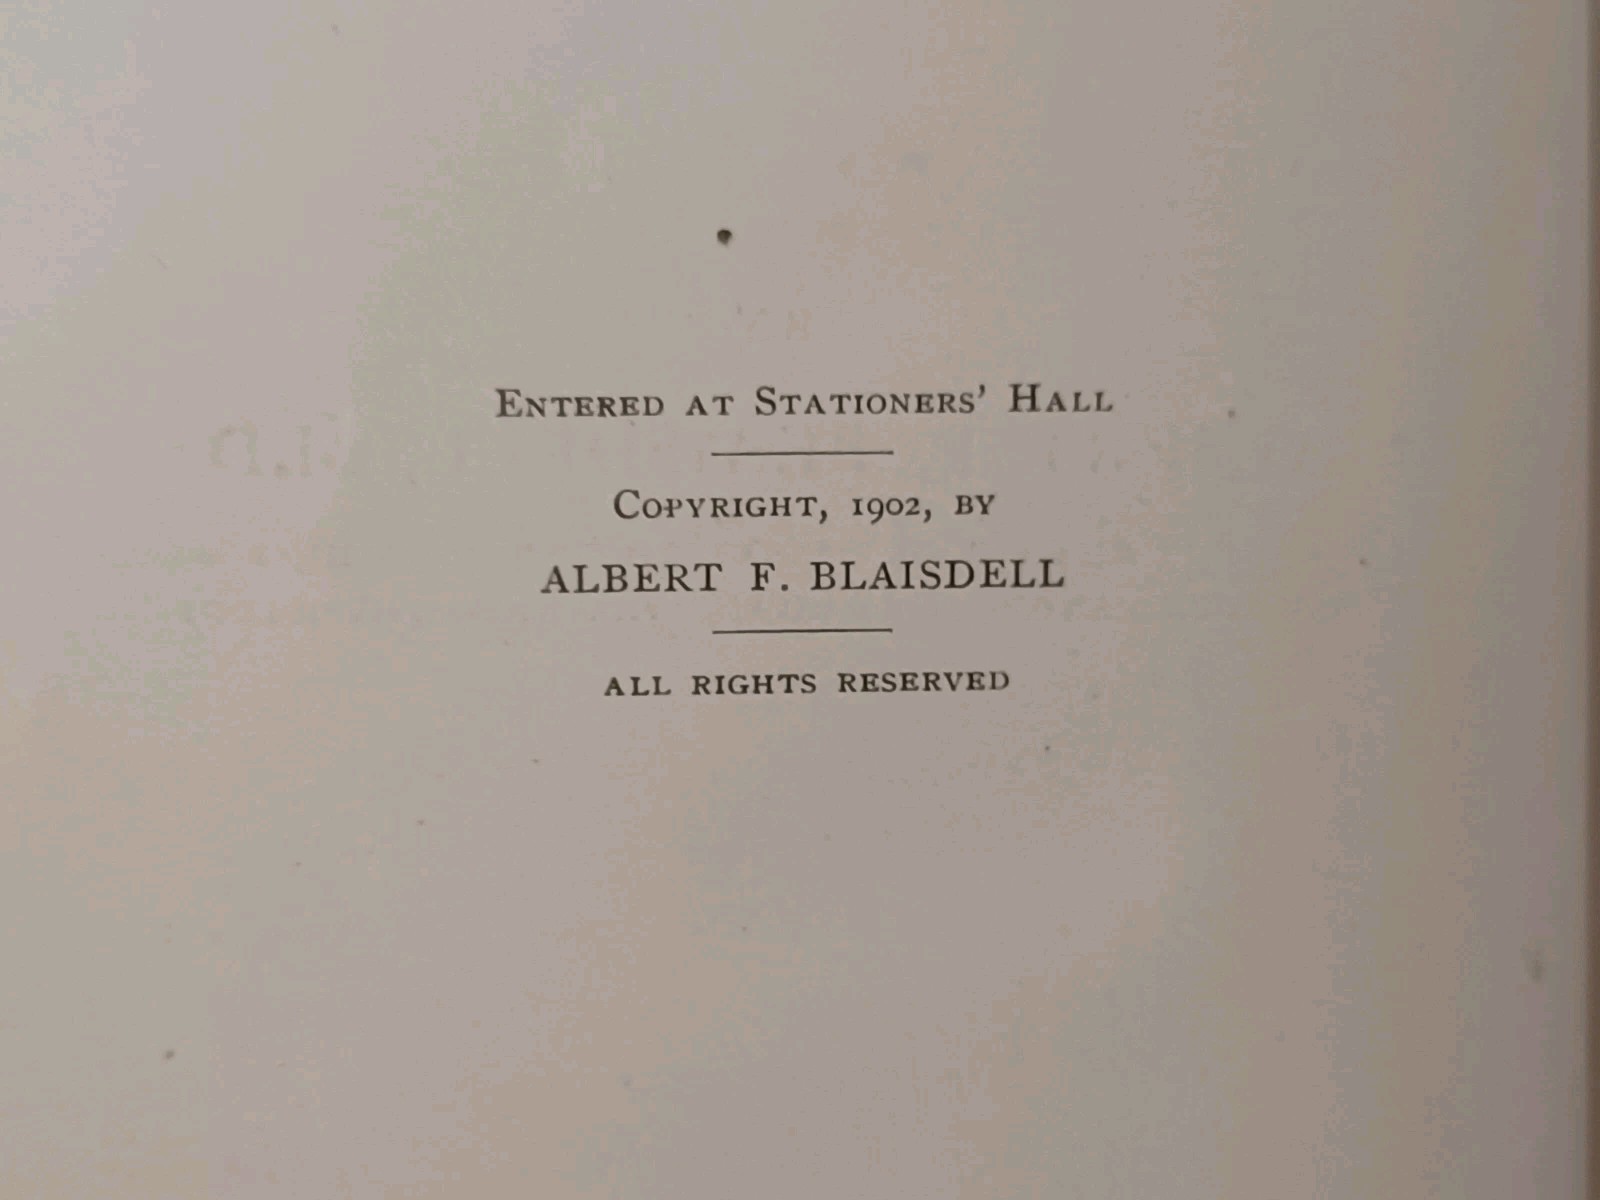 ENTERED AT STATIONERS' HALL
COPYRIGHT, 1902, BY
ALBERT F. BLAISDELL
ALL RIGHTS RESERVED